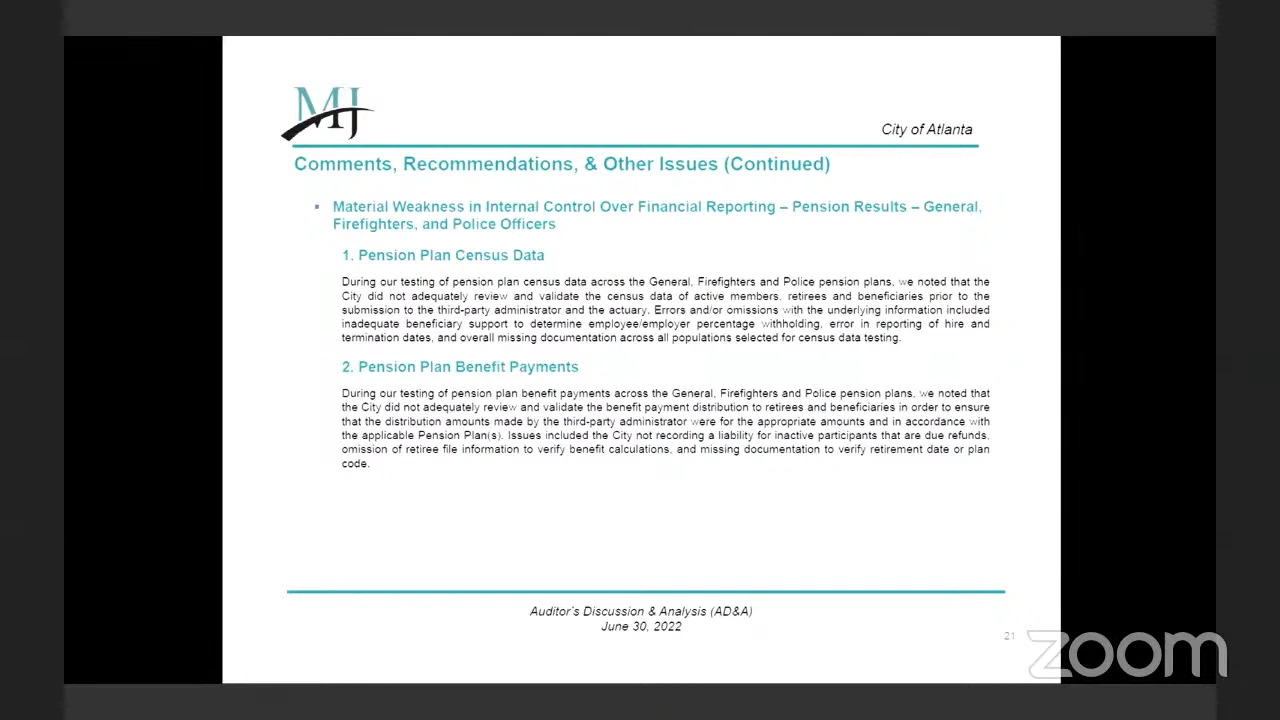 MJ
City of Atlanta
Comments, Recommendations, & Other Issues (Continued)
▪ Material Weakness in Internal Control Over Financial Reporting – Pension Results – General,
Firefighters, and Police Officers
1. Pension Plan Census Data
During our testing of pension plan census data across the General, Firefighters and Police pension plans, we noted that the
City did not adequately review and validate the census data of active members, retirees and beneficiaries prior to the
submission to the third-party administrator and the actuary. Errors and/or omissions with the underlying information included
inadequate beneficiary support to determine employee/employer percentage withholding, error in reporting of hire and
termination dates, and overall missing documentation across all populations selected for census data testing.
2. Pension Plan Benefit Payments
During our testing of pension plan benefit payments across the General, Firefighters and Police pension plans, we noted that
the City did not adequately review and validate the benefit payment distribution to retirees and beneficiaries in order to ensure
that the distribution amounts made by the third-party administrator were for the appropriate amounts and in accordance with
the applicable Pension Plan(s). Issues included the City not recording a liability for inactive participants that are due refunds,
omission of retiree file information to verify benefit calculations, and missing documentation to verify retirement date or plan
code.
Auditor's Discussion & Analysis (AD&A)
June 30, 2022
21
zoom